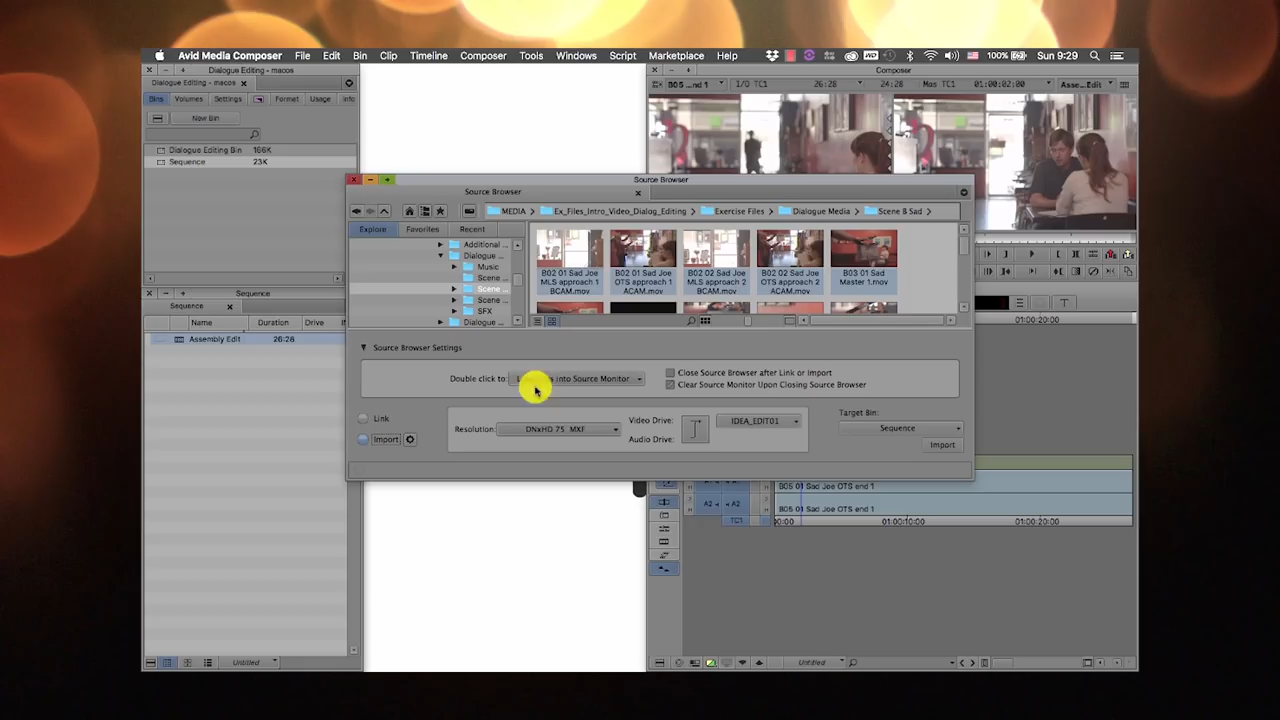 Avid Media Composer File Edit Bin Clip Timeline Composer Tools Windows Script Marketplace Help 100% Sun 9:29
Dialogue Editing - macos
Dialogue Editing - macos
Bins Volumes Settings Format Usage Info
New Bin
Dialogue Editing Bin 166K
Sequence 23K
Sequence
Sequence
Name Duration Drive
Assembly Edit 26:28
Untitled
Composer
B05 ...nd 1 I/O TC1 26:28 24:28 Mas TC1 01:00:02:00 Asse...Edit
Source Browser
Source Browser
MEDIA Ex_Files_Intro_Video_Dialog_Editing Exercise Files Dialogue Media Scene B Sad
Explore Favorites Recent
Additional ...
Dialogue ...
Music
Scene ...
Scene ...
Scene ...
SFX
Dialogue ...
B02 01 Sad Joe MLS approach 1 BCAM.mov
B02 01 Sad Joe OTS approach 1 ACAM.mov
B02 02 Sad Joe MLS approach 2 BCAM.mov
B02 02 Sad Joe OTS approach 2 ACAM.mov
B03 01 Sad Master 1.mov
Source Browser Settings
Double click to: into Source Monitor
Close Source Browser after Link or Import
Clear Source Monitor Upon Closing Source Browser
Link
Import
Resolution: DNxHD 75 MXF
Video Drive: IDEA_EDIT01
Audio Drive:
Target Bin:
Sequence
Import
01:00:20:00
B05 01 Sad Joe OTS end 1
A2 A2 B05 01 Sad Joe OTS end 1
TC1 00:00 01:00:10:00 01:00:20:00
Untitled